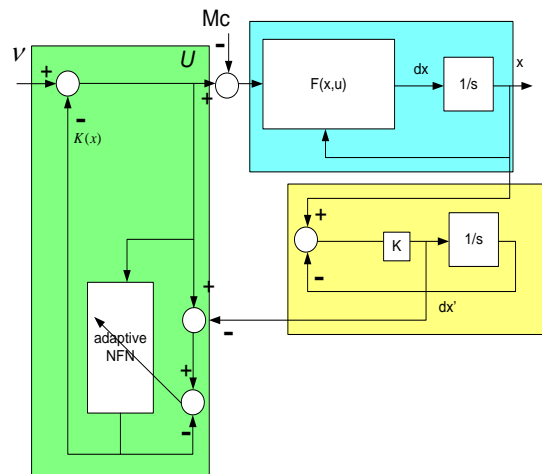 Mc
-
ν
+
U
+
-
K(x)
F(x,u)
dx
1/s
x
+
-
K
1/s
dx'
+
-
adaptive
NFN
+
-